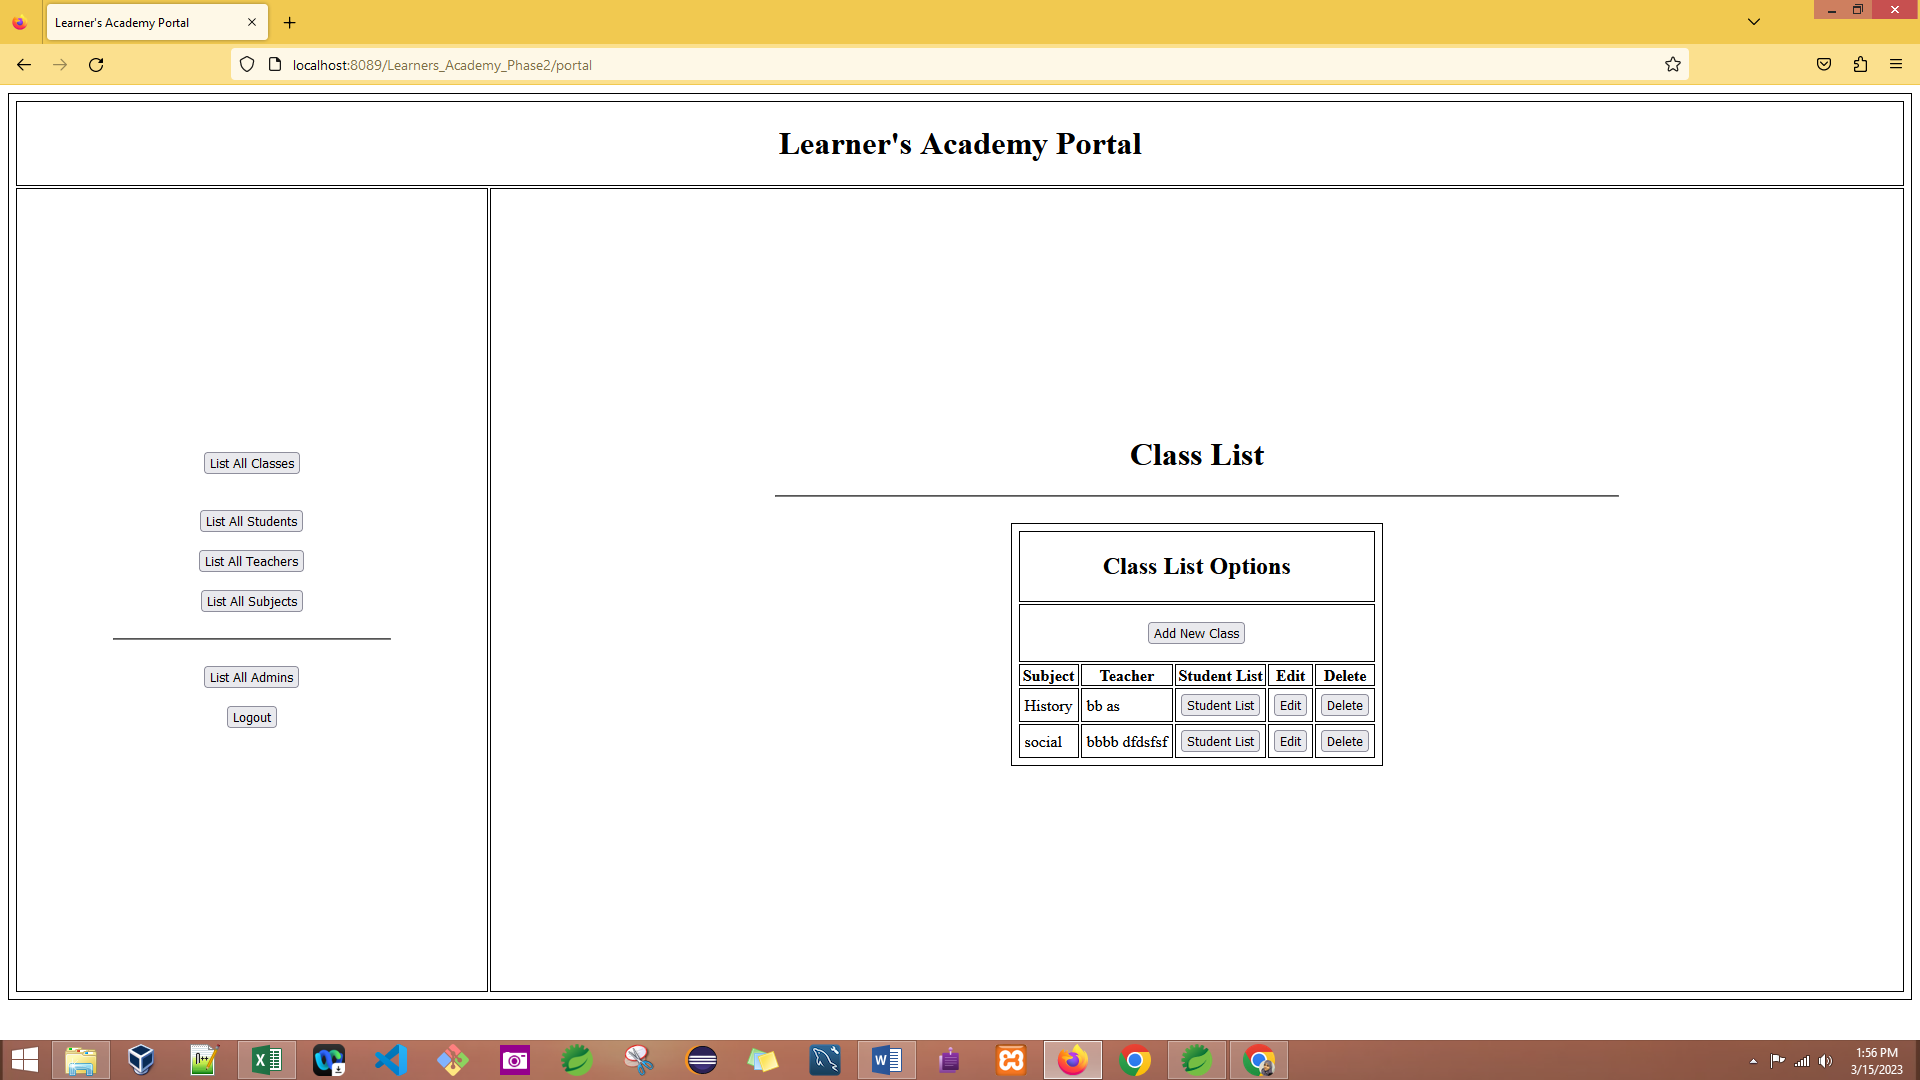 Learner's Academy Portal
localhost:8089/Learners_Academy_Phase2/portal
Learner's Academy Portal
List All Classes
List All Students
List All Teachers
List All Subjects
List All Admins
Logout
Class List
Class List Options
Add New Class
Subject Teacher Student List Edit Delete
History bb as Student List Edit Delete
social bbbb dfdsfsf Student List Edit Delete
1:56 PM
3/15/2023